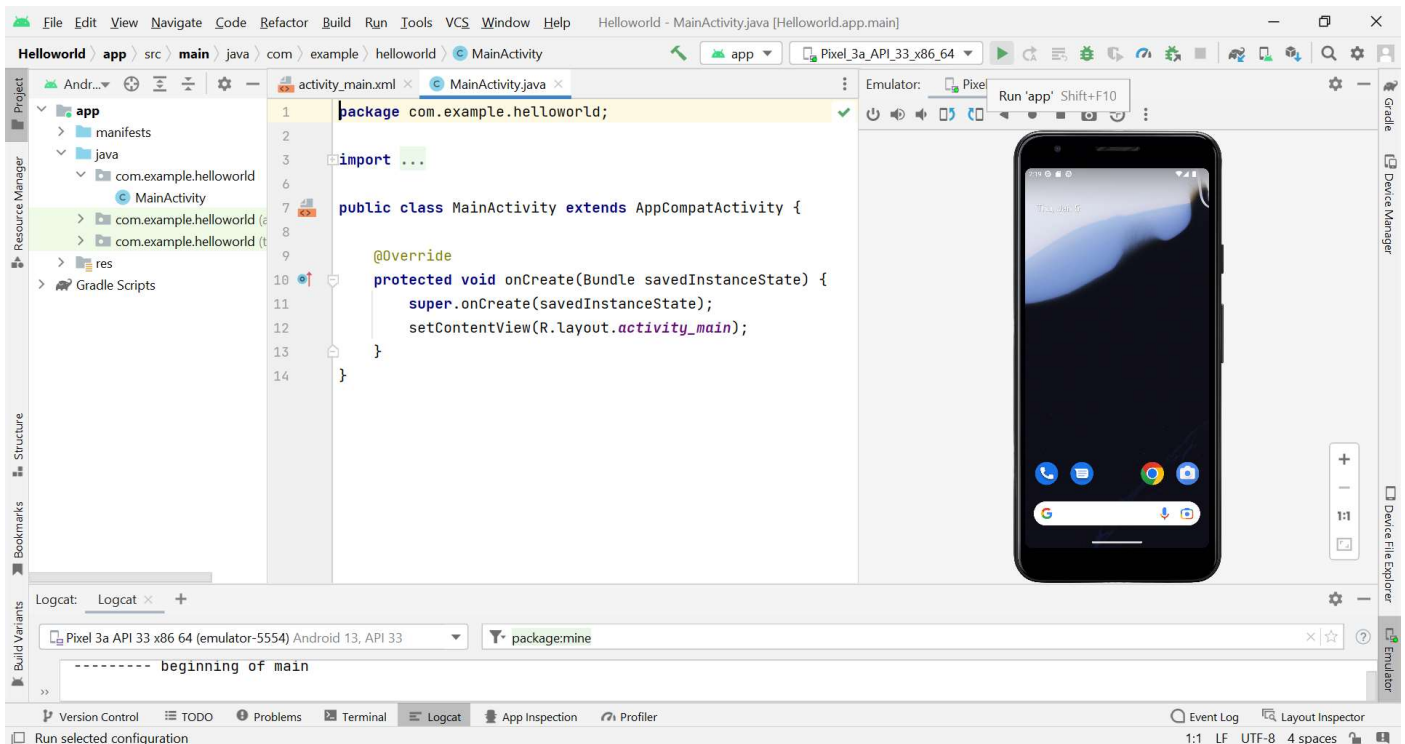 File Edit View Navigate Code Refactor Build Run Tools VCS Window Help Helloworld - MainActivity.java [Helloworld.app.main]
Helloworld app src main java com example helloworld MainActivity app Pixel_3a_API_33_x86_64
Andr... activity_main.xml MainActivity.java Emulator: Pixel
Run 'app' Shift+F10
Project
Resource Manager
Structure
Bookmarks
Build Variants
app
manifests
java
com.example.helloworld
MainActivity
com.example.helloworld (a
com.example.helloworld (t
res
Gradle Scripts
1 package com.example.helloworld;
2
3 import ...
6
7 public class MainActivity extends AppCompatActivity {
8
9 @Override
10 protected void onCreate(Bundle savedInstanceState) {
11 super.onCreate(savedInstanceState);
12 setContentView(R.layout.activity_main);
13 }
14 }
2:19
G
1:1
Gradle
Device Manager
Device File Explorer
Emulator
Logcat: Logcat
Pixel 3a API 33 x86 64 (emulator-5554) Android 13, API 33 package:mine
--------- beginning of main
Version Control TODO Problems Terminal Logcat App Inspection Profiler Event Log Layout Inspector
Run selected configuration 1:1 LF UTF-8 4 spaces